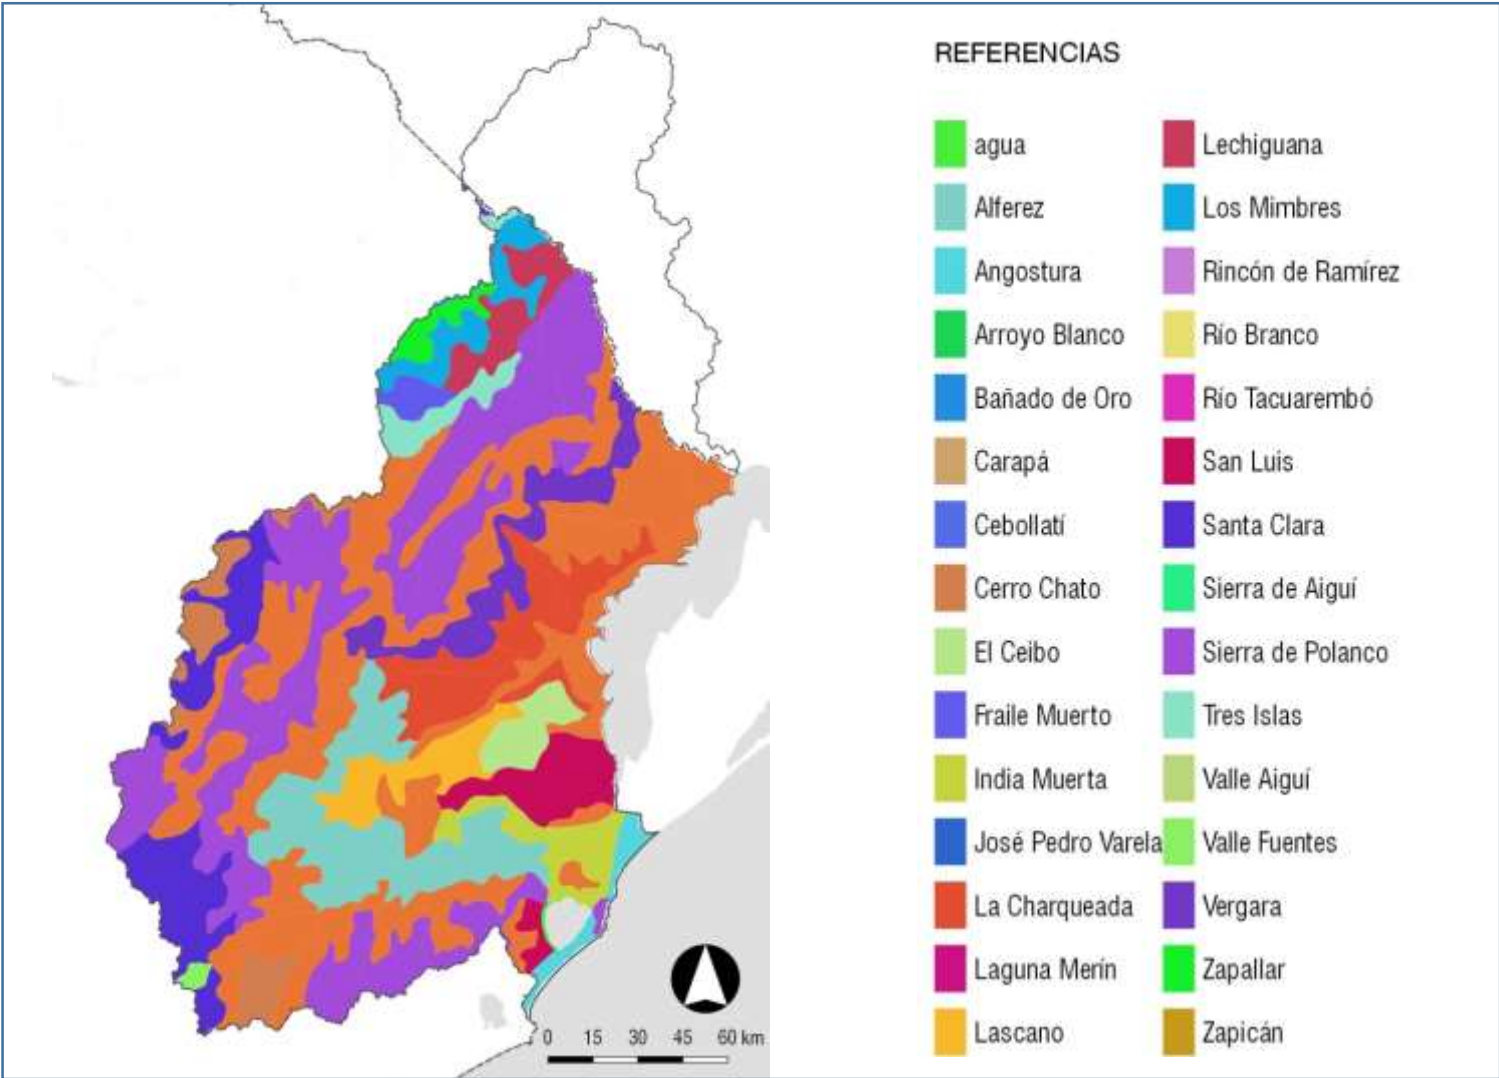 REFERENCIAS
agua
Alferez
Angostura
Arroyo Blanco
Bañado de Oro
Carapá
Cebollatí
Cerro Chato
El Ceibo
Fraile Muerto
India Muerta
José Pedro Varela
La Charqueada
Laguna Merín
Lascano
Lechiguana
Los Mimbres
Rincón de Ramírez
Río Branco
Río Tacuarembó
San Luis
Santa Clara
Sierra de Aiguí
Sierra de Polanco
Tres Islas
Valle Aiguí
Valle Fuentes
Vergara
Zapallar
Zapicán
0 15 30 45 60 km